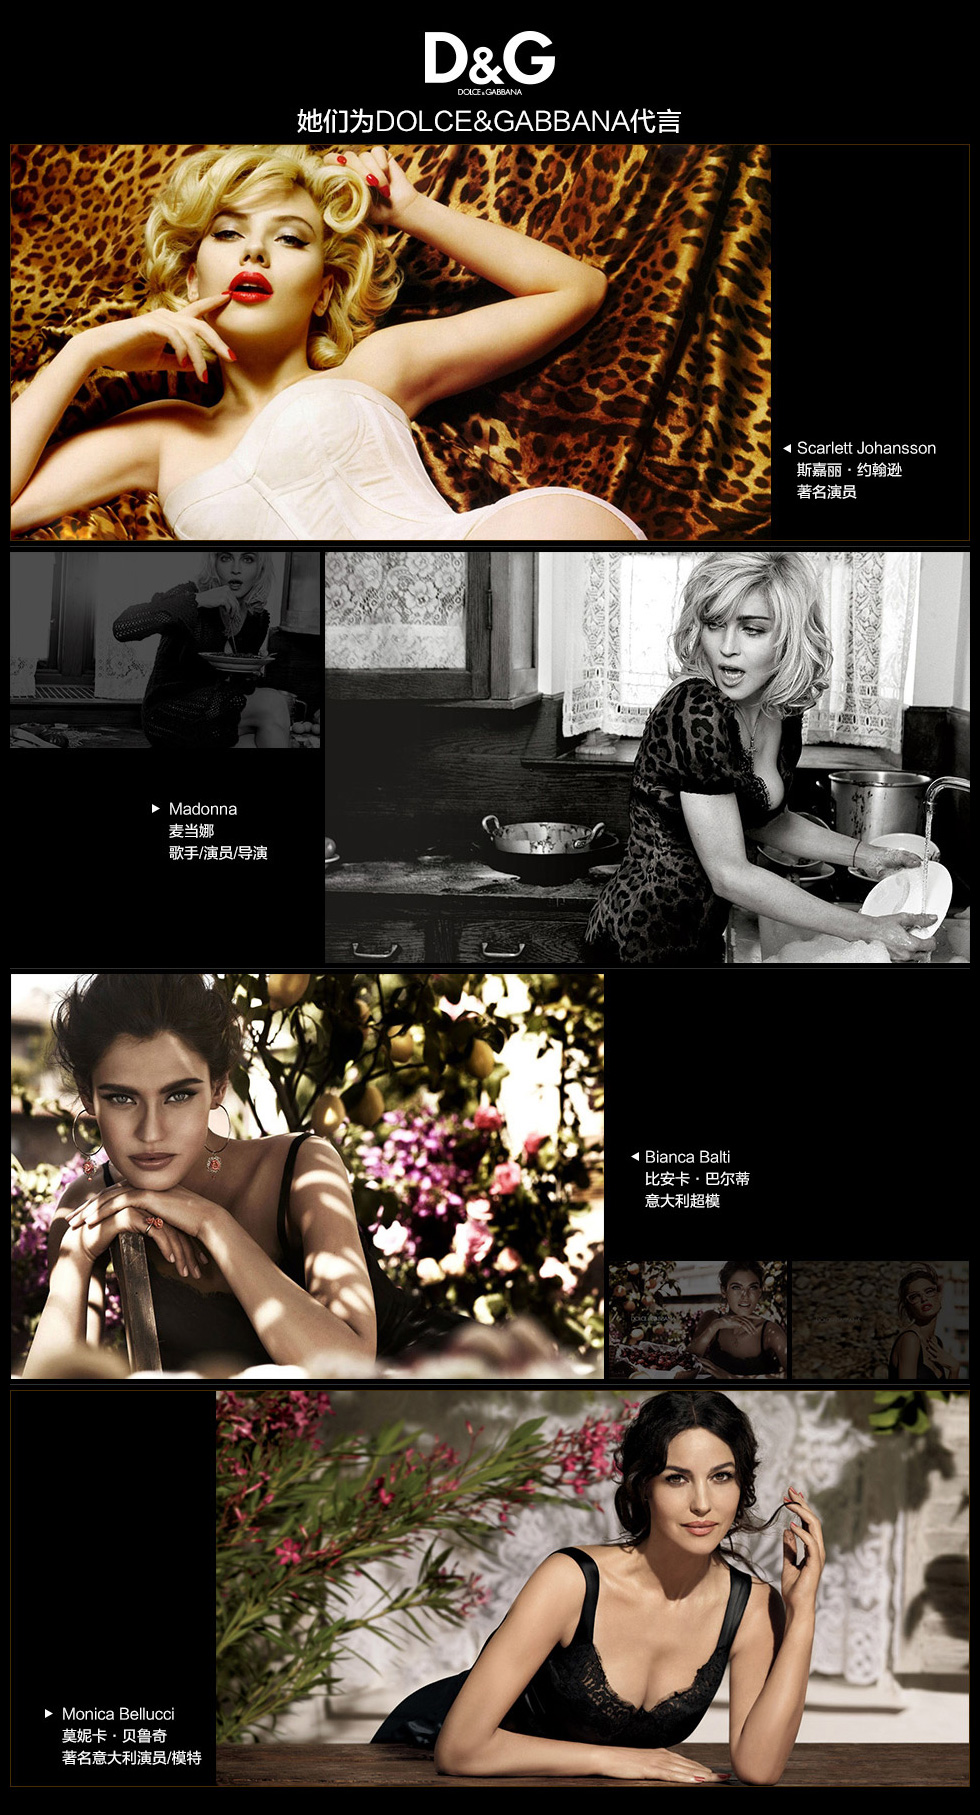 D&G
DOLCE&GABBANA
她们为DOLCE&GABBANA代言
Scarlett Johansson
斯嘉丽·约翰逊
著名演员
Madonna
麦当娜
歌手/演员/导演
Bianca Balti
比安卡·巴尔蒂
意大利超模
DOLCE&GABBANA
Monica Bellucci
莫妮卡·贝鲁奇
著名意大利演员/模特